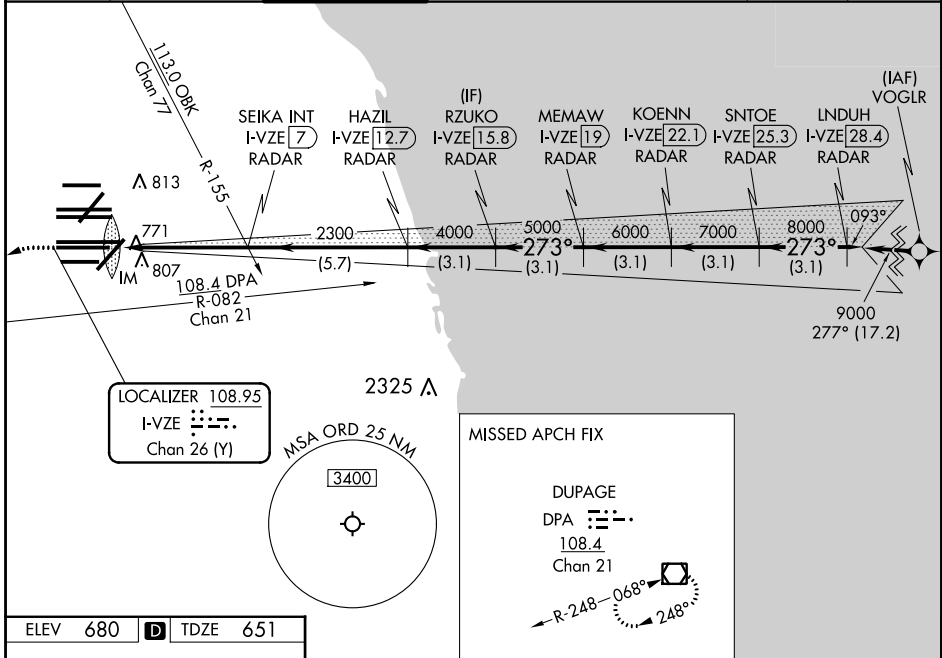 113.0 OBK
Chan 77
R-155
SEIKA INT
I-VZE 7
RADAR
HAZIL
I-VZE 12.7
RADAR
(IF)
RZUKO
I-VZE 15.8
RADAR
MEMAW
I-VZE 19
RADAR
KOENN
I-VZE 22.1
RADAR
SNTOE
I-VZE 25.3
RADAR
LNDUH
I-VZE 28.4
RADAR
(IAF)
VOGLR
813
771
807
IM
2300
4000
5000
6000
7000
8000
093°
273°
273°
(5.7)
(3.1)
(3.1)
(3.1)
(3.1)
(3.1)
9000
277° (17.2)
108.4 DPA
R-082
Chan 21
LOCALIZER 108.95
I-VZE
Chan 26 (Y)
2325
MSA ORD 25 NM
3400
MISSED APCH FIX
DUPAGE
DPA
108.4
Chan 21
R-248
068°
248°
ELEV 680 D TDZE 651